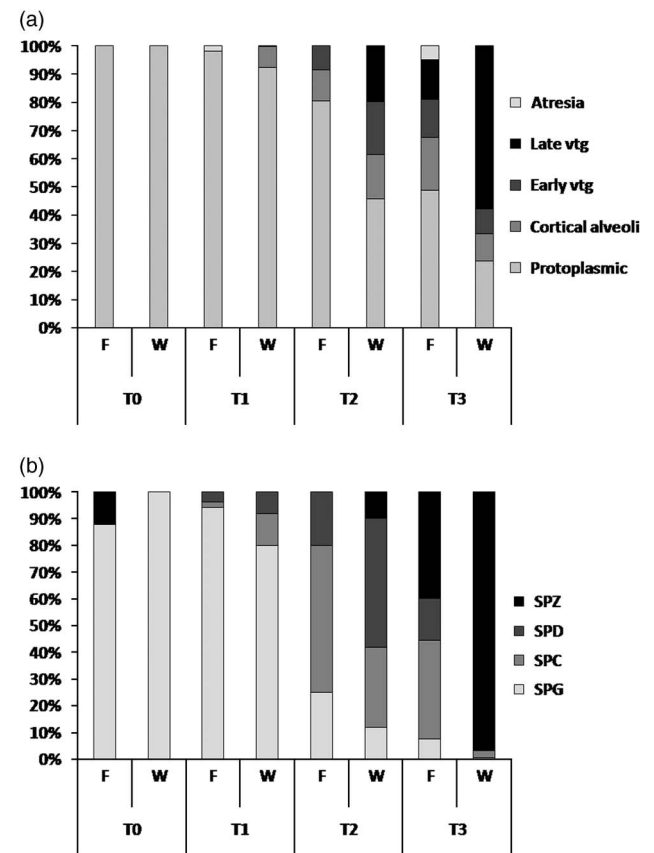 (a)
100%
90%
80%
70%
60%
50%
40%
30%
20%
10%
0%
Atresia
Late vtg
Early vtg
Cortical alveoli
Protoplasmic
F W F W F W F W
T0 T1 T2 T3
(b)
100%
90%
80%
70%
60%
50%
40%
30%
20%
10%
0%
SPZ
SPD
SPC
SPG
F W F W F W F W
T0 T1 T2 T3